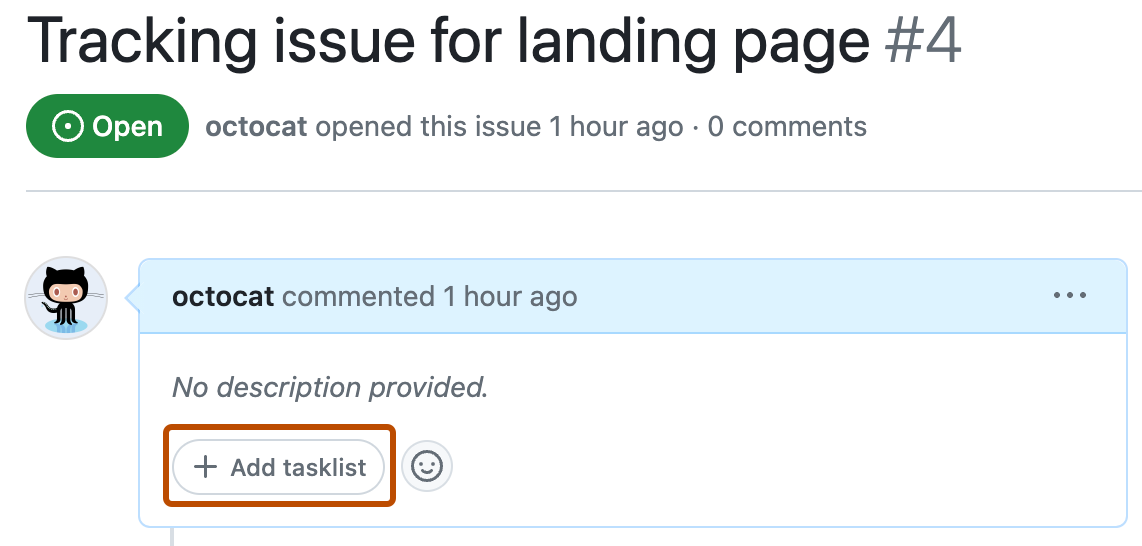 Tracking issue for landing page #4
Open octocat opened this issue 1 hour ago · 0 comments
octocat commented 1 hour ago
No description provided.
Add tasklist